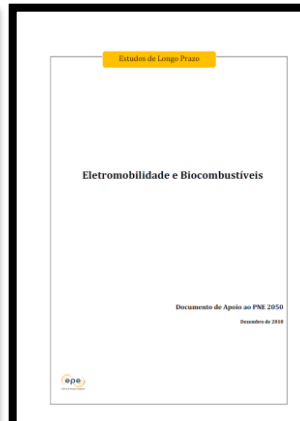 Estudos de Longo Prazo
Eletromobilidade e Biocombustíveis
Documento de Apoio ao PNE 2050
Dezembro de 2018
epe